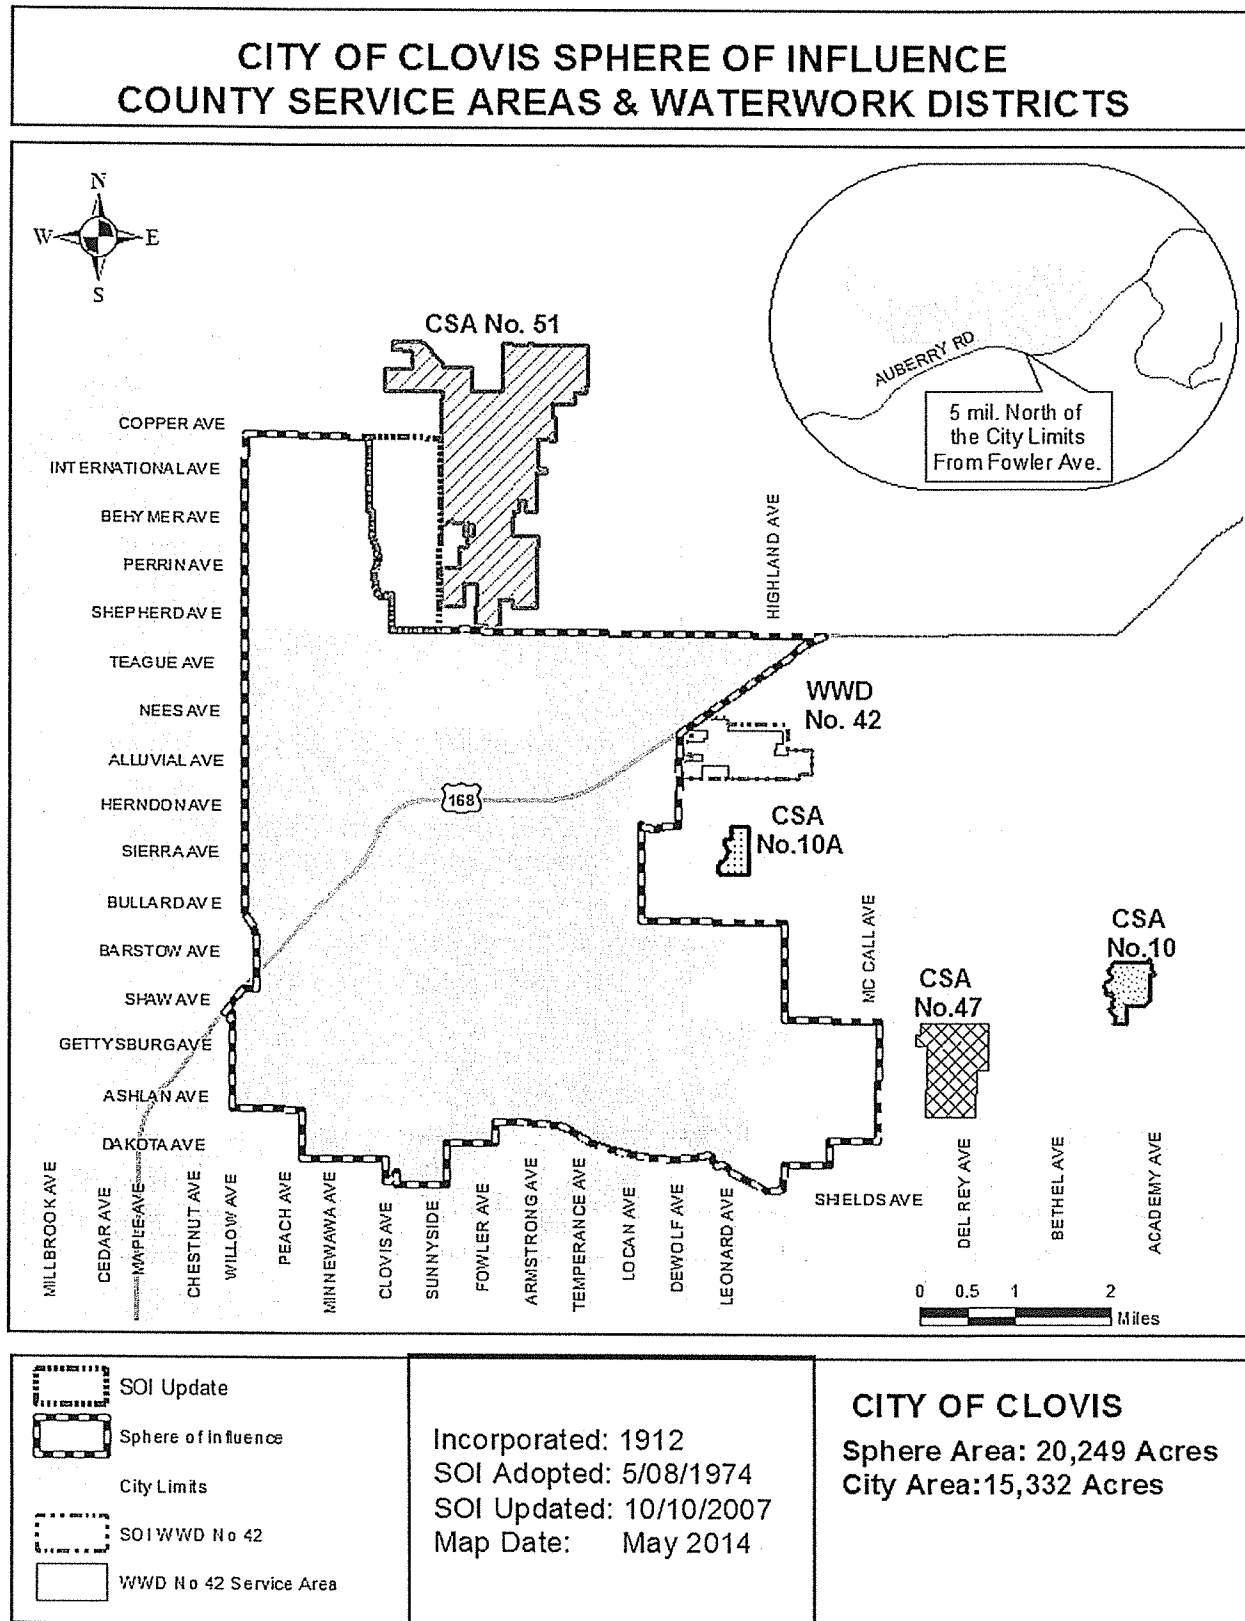 CITY OF CLOVIS SPHERE OF INFLUENCE
COUNTY SERVICE AREAS & WATERWORK DISTRICTS
N
W
E
S
CSA No. 51
AUBERRY RD
5 mil. North of
the City Limits
From Fowler Ave.
COPPER AVE
INTERNATIONAL AVE
BEHYMER AVE
PERRIN AVE
SHEPHERD AVE
TEAGUE AVE
NEES AVE
ALLUVIAL AVE
HERNDON AVE
SIERRA AVE
BULLARD AVE
BARSTOW AVE
SHAW AVE
GETTYSBURG AVE
ASHLAN AVE
DAKOTA AVE
HIGHLAND AVE
WWD
No. 42
168
CSA
No.10A
MC CALL AVE
CSA
No.47
CSA
No.10
MILLBROOK AVE
CEDAR AVE
MAPLE AVE
CHESTNUT AVE
WILLOW AVE
PEACH AVE
MINNEWAWA AVE
CLOVIS AVE
SUNNYSIDE
FOWLER AVE
ARMSTRONG AVE
TEMPERANCE AVE
LOCAN AVE
DEWOLF AVE
LEONARD AVE
SHIELDS AVE
DEL REY AVE
BETHEL AVE
ACADEMY AVE
0 0.5 1 2
Miles
SOI Update
Sphere of Influence
City Limits
SOI WWD No 42
WWD No 42 Service Area
Incorporated: 1912
SOI Adopted: 5/08/1974
SOI Updated: 10/10/2007
Map Date: May 2014
CITY OF CLOVIS
Sphere Area: 20,249 Acres
City Area:15,332 Acres